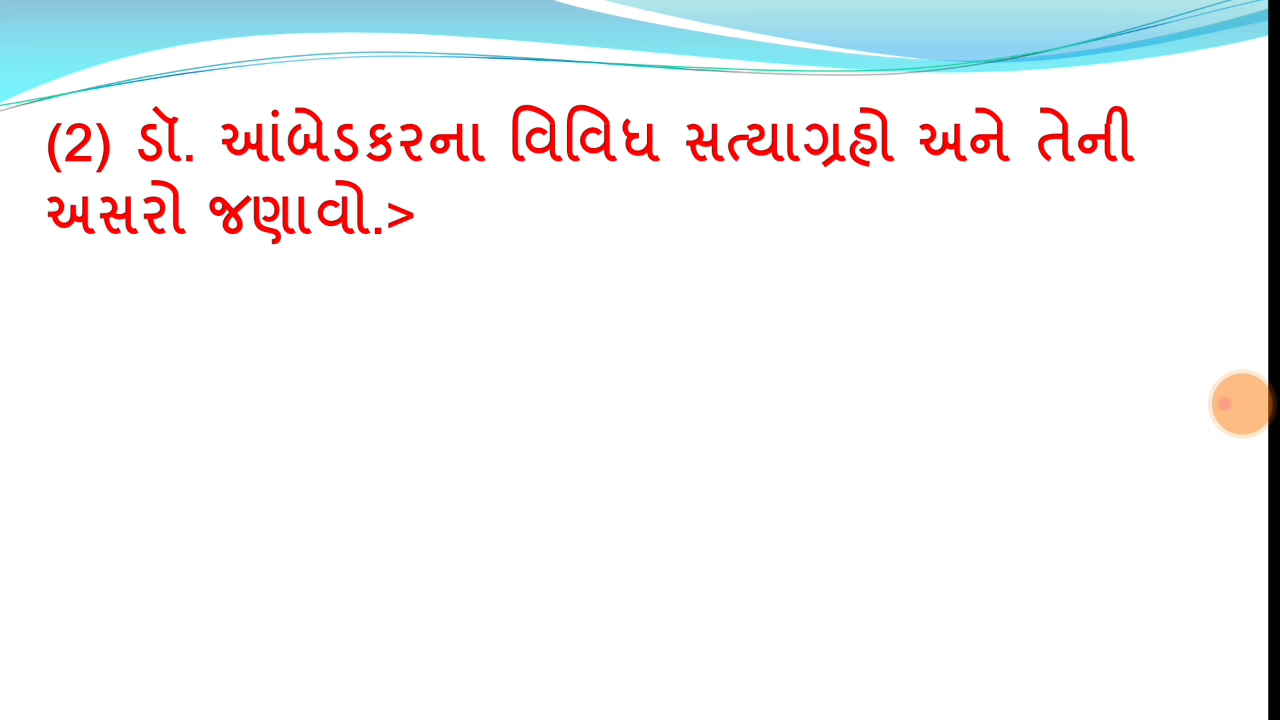 (2) ડૉ. આંબેડકરના વિવિધ સત્યાગ્રહો અને તેની
અસરો જણાવો.>